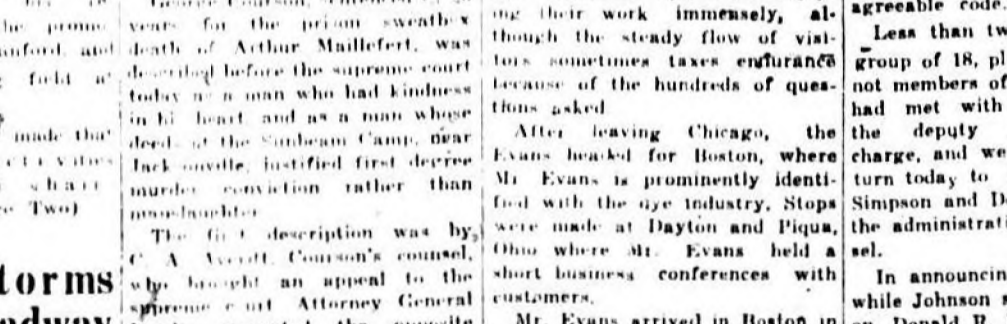 he
anford, and
field at
made that
Two)
torms
years for the prison sweatbox
death of Arthur Maillefert, was
described before the supreme court
today as a man who had kindness
in hi heart and as a man whose
deeds at the Sunbeam Camp, near
Jacksonville, justified first degree
murder conviction rather than
manslaughter
The first description was by
C. A. Avriett, Courson's counsel,
who brought an appeal to the
supreme court Attorney General
the opposite
ing their work immensely, al-
though the steady flow of visi-
tors sometimes taxes endurance
because of the hundreds of ques-
tions asked
After leaving Chicago, the
Evans headed for Boston, where
Mr Evans is prominently identi-
fied with the dye industry. Stops
were made at Dayton and Piqua,
Ohio where Mr. Evans held a
short business conferences with
customers.
Mr. Evans arrived in Boston in
agreeable code.
Less than tw
group of 18, pl
not members of
had met with
the deputy
charge, and we
turn today to
Simpson and D
the administrati
sel.
In announcin
while Johnson
Donald R.